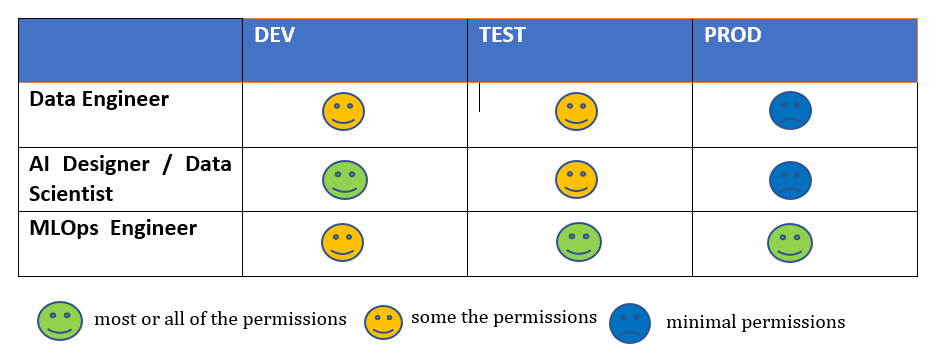 DEV TEST PROD
Data Engineer
AI Designer / Data
Scientist
MLOps Engineer
most or all of the permissions some the permissions minimal permissions